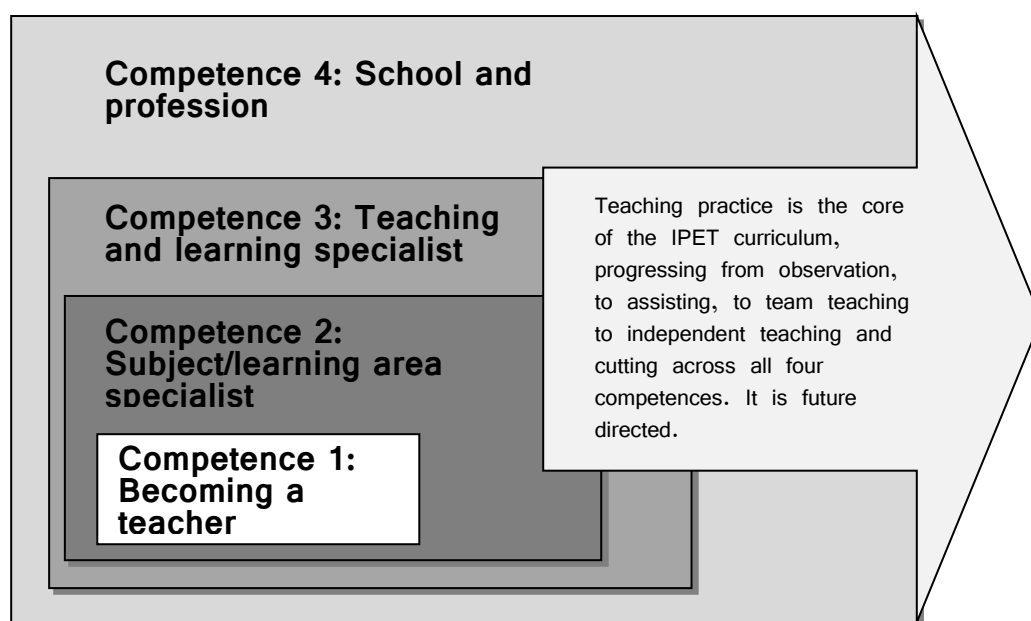 Competence 4: School and
profession
Competence 3: Teaching
and learning specialist
Competence 2:
Subject/learning area
specialist
Competence 1:
Becoming a
teacher
Teaching practice is the core
of the IPET curriculum,
progressing from observation,
to assisting, to team teaching
to independent teaching and
cutting across all four
competences. It is future
directed.